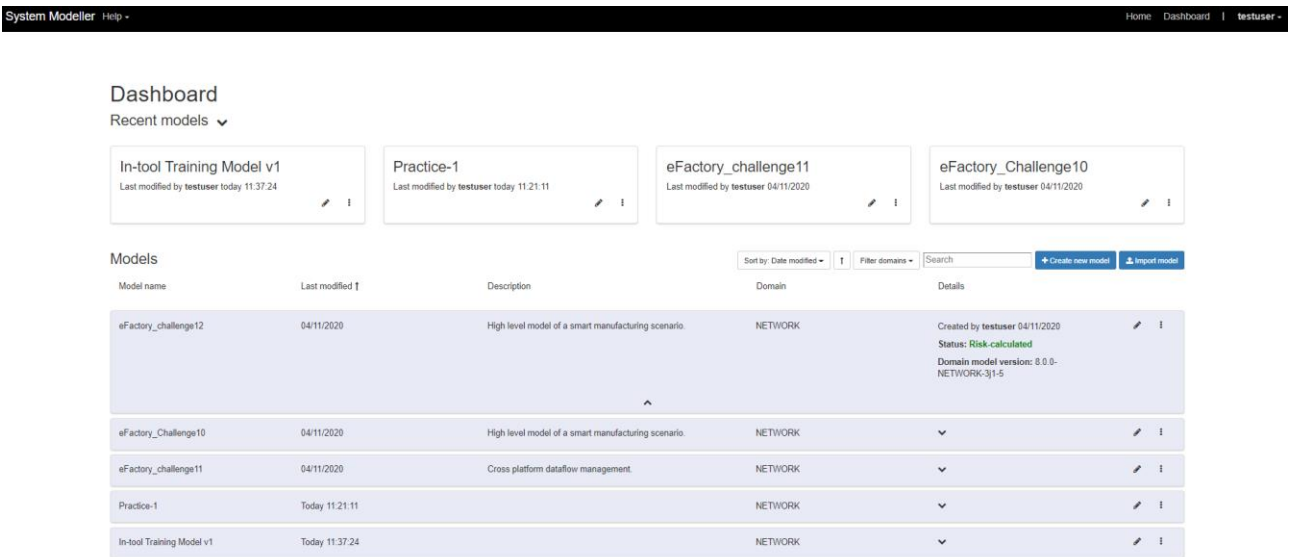 System Modeller Help
Home Dashboard | testuser
Dashboard
Recent models
In-tool Training Model v1
Last modified by testuser today 11:37:24
Practice-1
Last modified by testuser today 11:21:11
eFactory_challenge11
Last modified by testuser 04/11/2020
eFactory_Challenge10
Last modified by testuser 04/11/2020
Models
Sort by: Date modified
Filter domains
Search
+ Create new model
Import model
Model name Last modified Description Domain Details
eFactory_challenge12 04/11/2020 High level model of a smart manufacturing scenario. NETWORK Created by testuser 04/11/2020
Status: Risk-calculated
Domain model version: 8.0.0-
NETWORK-3j1-5
eFactory_Challenge10 04/11/2020 High level model of a smart manufacturing scenario. NETWORK
eFactory_challenge11 04/11/2020 Cross platform dataflow management. NETWORK
Practice-1 Today 11:21:11 NETWORK
In-tool Training Model v1 Today 11:37:24 NETWORK